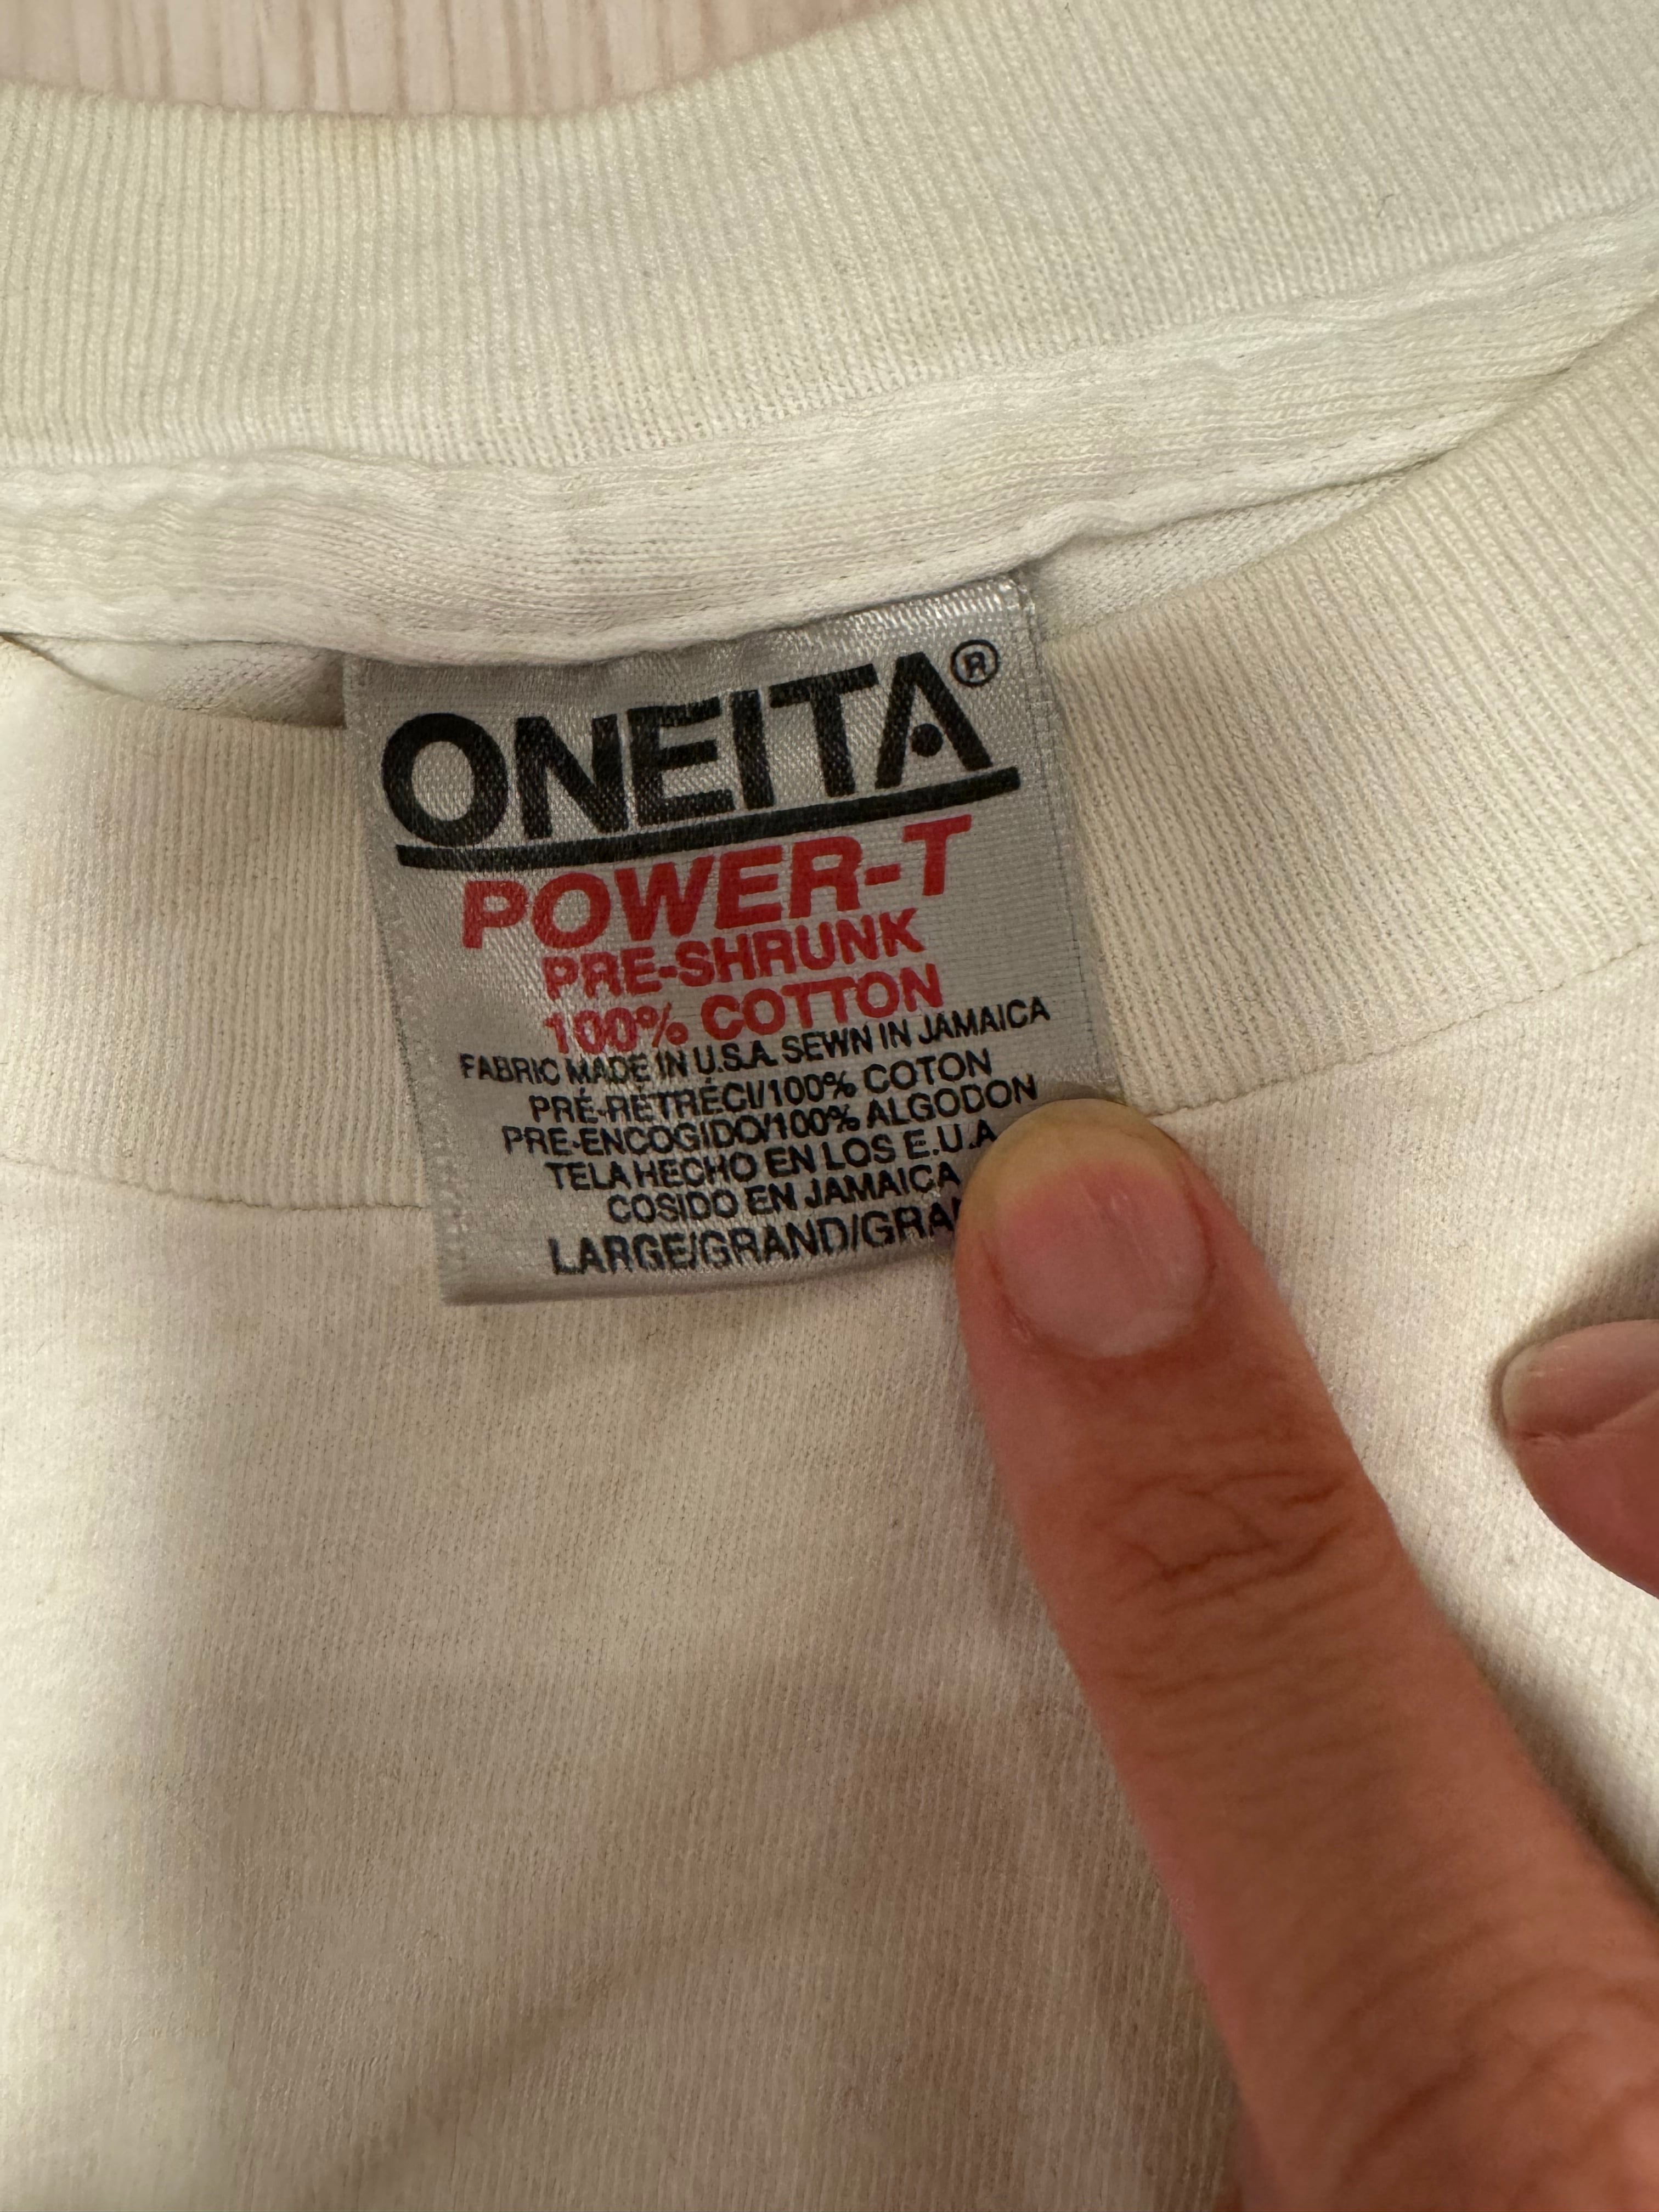 ONEITA®
POWER-T
PRE-SHRUNK
100% COTTON
FABRIC MADE IN U.S.A. SEWN IN JAMAICA
PRÉ-RÉTRÉCI/100% COTON
PRE-ENCOGIDO/100% ALGODON
TELA HECHO EN LOS E.U.A.
COSIDO EN JAMAICA
LARGE/GRAND/